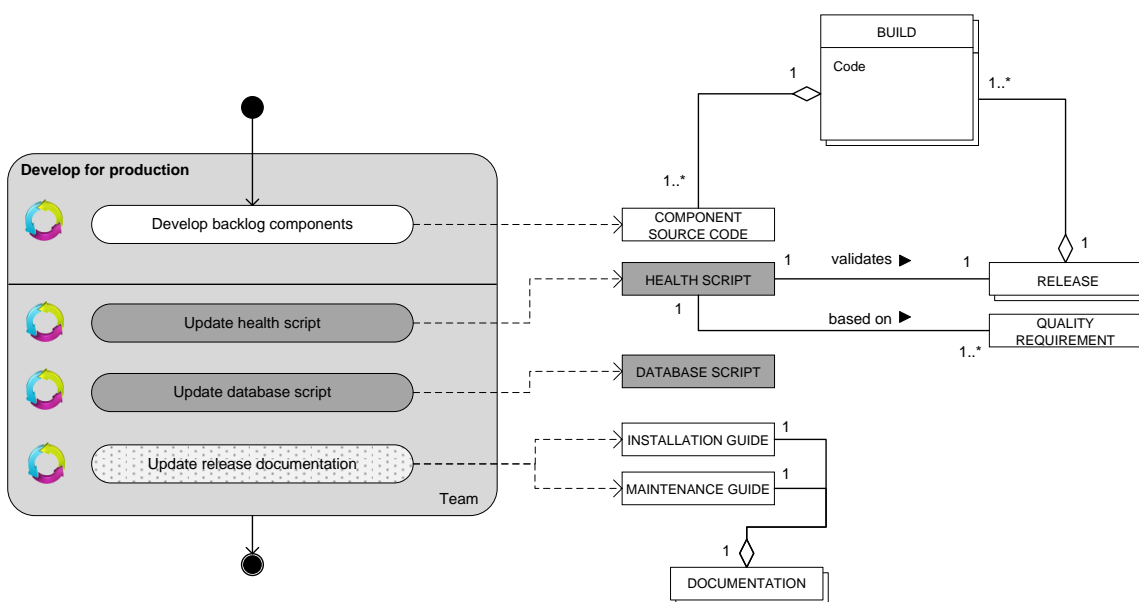 BUILD
Code
1
1..*
1..*
Develop for production
Develop backlog components
COMPONENT
SOURCE CODE
1
HEALTH SCRIPT
1
validates
1
RELEASE
Update health script
1
based on
1..*
QUALITY
REQUIREMENT
Update database script
DATABASE SCRIPT
Update release documentation
INSTALLATION GUIDE
1
MAINTENANCE GUIDE
1
Team
1
DOCUMENTATION